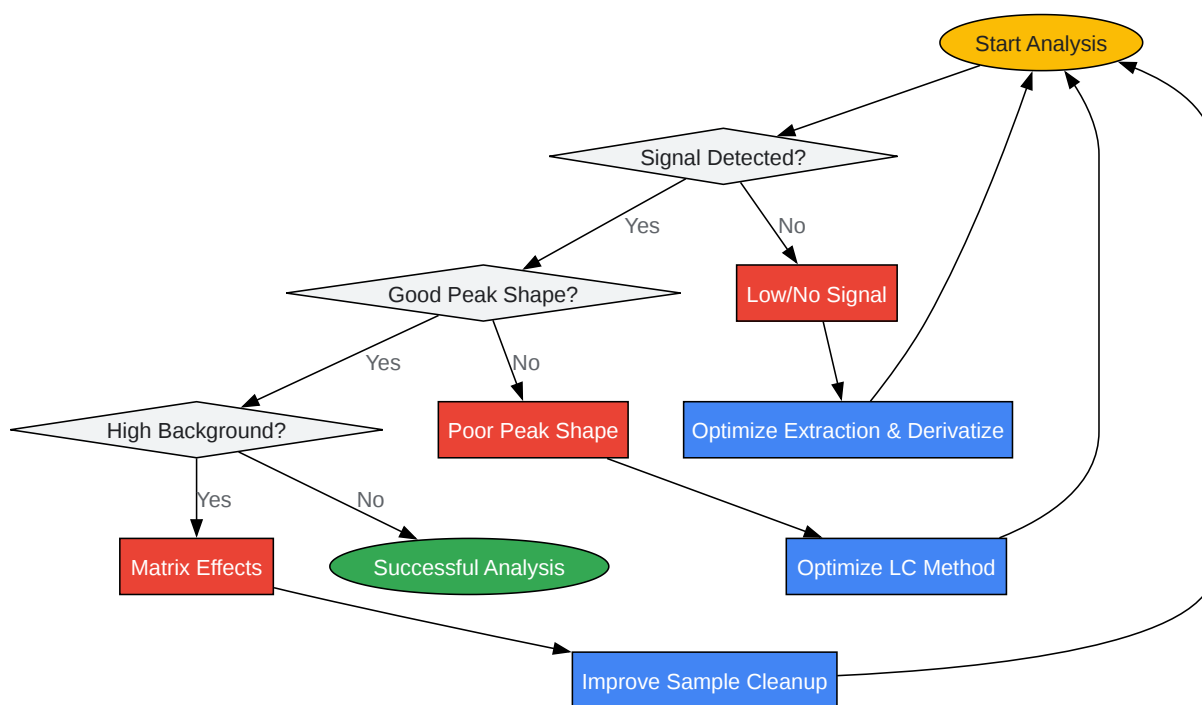 Start Analysis
Signal Detected?
Yes
No
Good Peak Shape?
Low/No Signal
Yes
No
High Background?
Poor Peak Shape
Optimize Extraction & Derivatize
Yes
No
Matrix Effects
Successful Analysis
Optimize LC Method
Improve Sample Cleanup